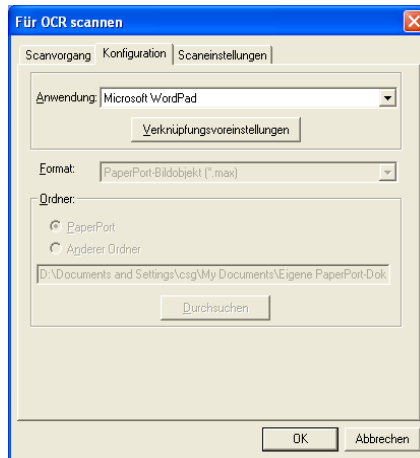 Für OCR scannen
Scanvorgang Konfiguration Scaneinstellungen
Anwendung: Microsoft WordPad
Verknüpfungsvoreinstellungen
Format: PaperPort-Bildobjekt (*.max)
Ordner:
PaperPort
Anderer Ordner
D:\Documents and Settings\csg\My Documents\Eigene PaperPort-Dok
Durchsuchen
OK Abbrechen